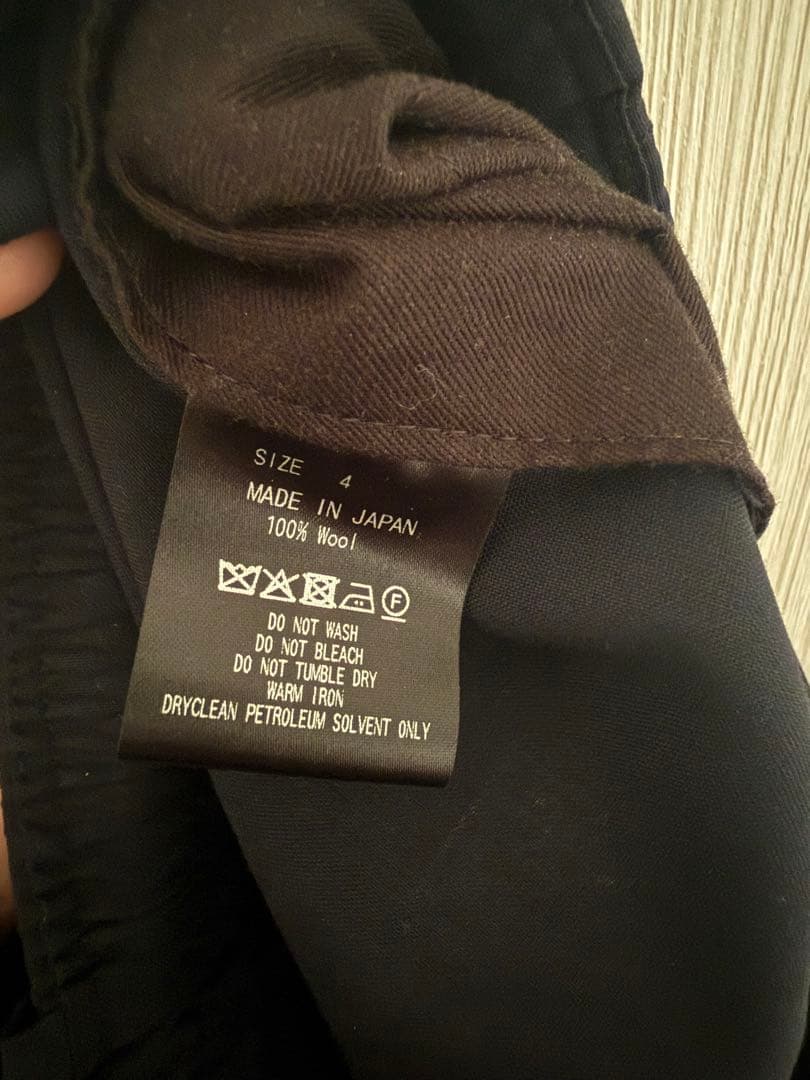 SIZE 4
MADE IN JAPAN
100% Wool
F
DO NOT WASH
DO NOT BLEACH
DO NOT TUMBLE DRY
WARM IRON
DRYCLEAN PETROLEUM SOLVENT ONLY